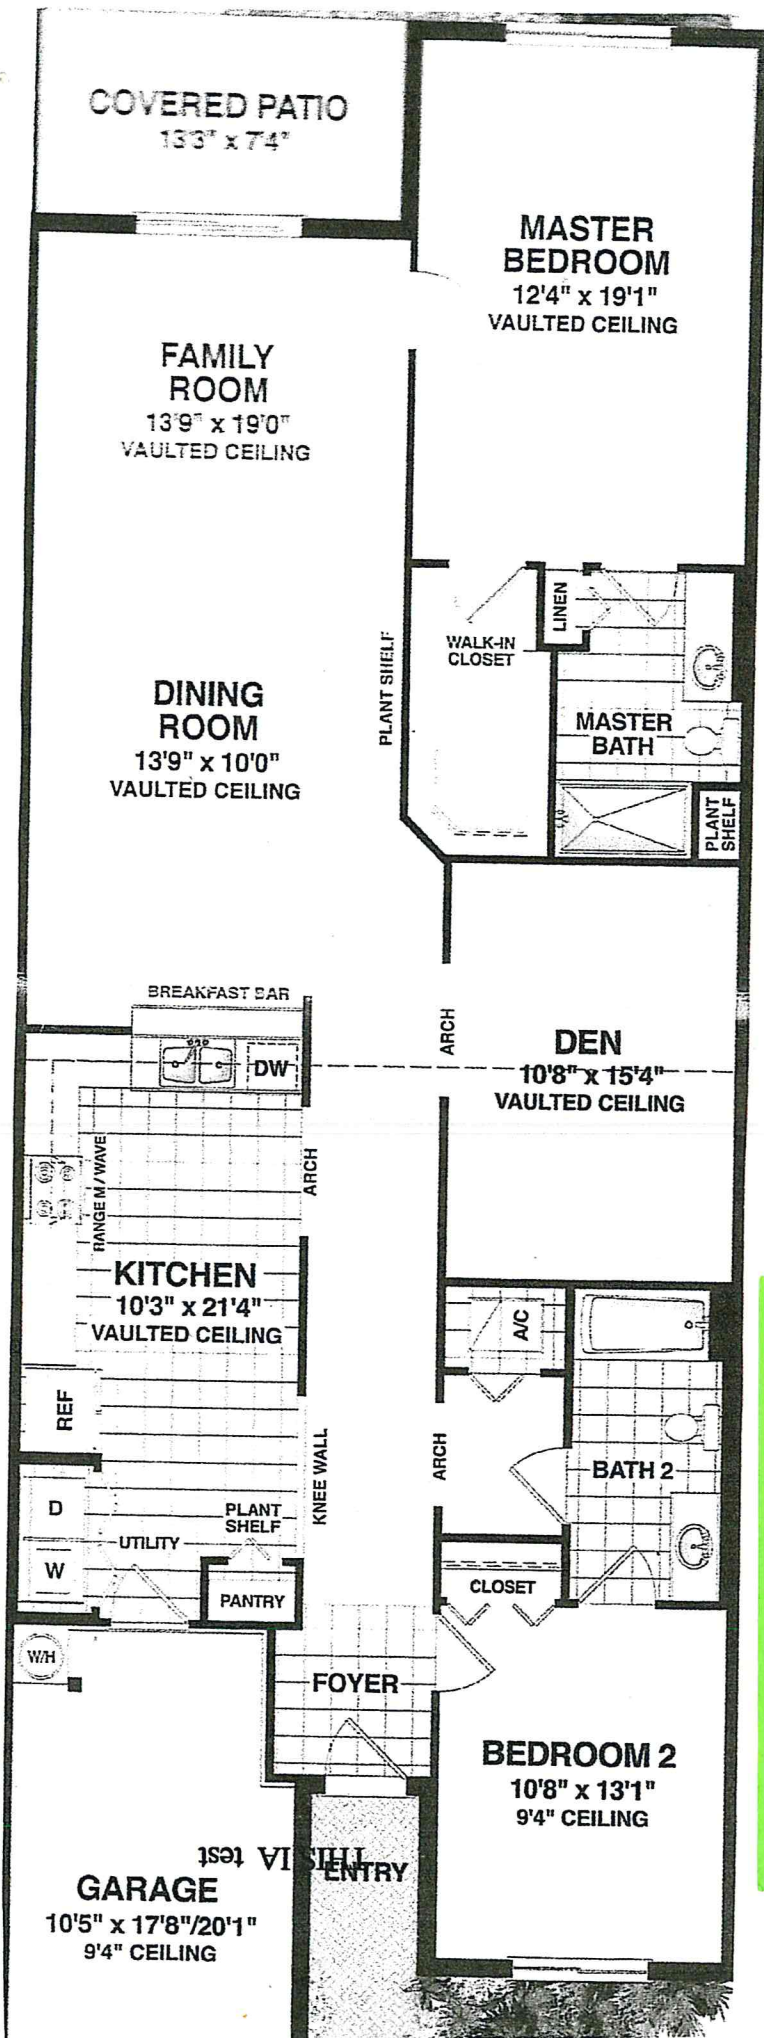 COVERED PATIO
13'3" x 7'4"
MASTER
BEDROOM
12'4" x 19'1"
VAULTED CEILING
FAMILY
ROOM
13'9" x 19'0"
VAULTED CEILING
LINEN
WALK-IN
CLOSET
PLANT SHELF
MASTER
BATH
DINING
ROOM
13'9" x 10'0"
VAULTED CEILING
PLANT
SHELF
BREAKFAST BAR
DW
ARCH
DEN
10'8" x 15'4"
VAULTED CEILING
RANGE M/WAVE
ARCH
KITCHEN
10'3" x 21'4"
VAULTED CEILING
A/C
REF
KNEE WALL
ARCH
BATH 2
D
W
UTILITY
PLANT
SHELF
PANTRY
CLOSET
W/H
FOYER
BEDROOM 2
10'8" x 13'1"
9'4" CEILING
THIS IA test
ENTRY
GARAGE
10'5" x 17'8"/20'1"
9'4" CEILING